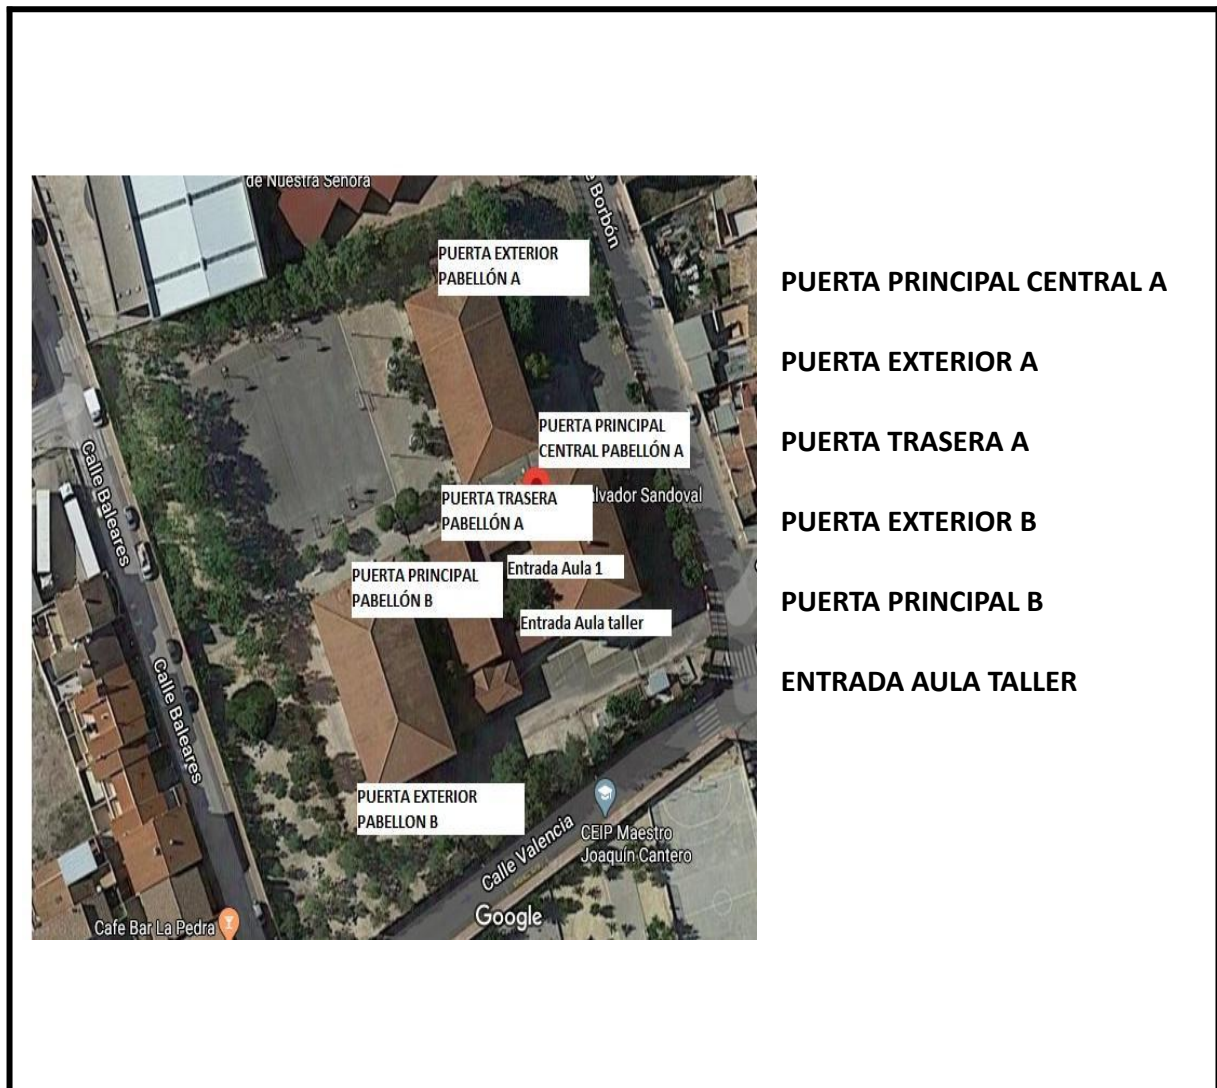 de Nuestra Señora
e Borbón
PUERTA EXTERIOR
PABELLÓN A
PUERTA PRINCIPAL
CENTRAL PABELLÓN A
alvador Sandoval
PUERTA TRASERA
PABELLÓN A
Entrada Aula 1
PUERTA PRINCIPAL
PABELLÓN B
Entrada Aula taller
Calle Baleares
Calle Baleares
PUERTA EXTERIOR
PABELLON B
Calle Valencia
CEIP Maestro
Joaquín Cantero
Google
Cafe Bar La Pedra
PUERTA PRINCIPAL CENTRAL A
PUERTA EXTERIOR A
PUERTA TRASERA A
PUERTA EXTERIOR B
PUERTA PRINCIPAL B
ENTRADA AULA TALLER